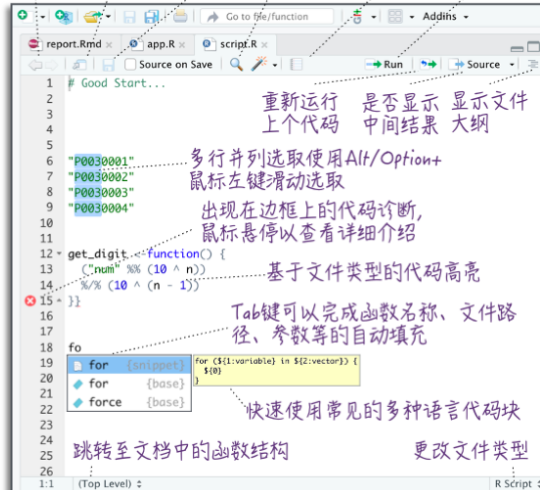 Go to file/function
Addins
report.Rmd
app.R
script.R
Source on Save
Run
Source
1 # Good Start...
2
3
4
5
6 "P0030001"
7 "P0030002"
8 "P0030003"
9 "P0030004"
10
11
12 get_digit <- function() {
13 ("num" %% (10 ^ n))
14 %/% (10 ^ (n - 1))
15 }}
16
17
18 fo
19
20
21
22
23
24
25
26
for {snippet}
for {base}
force {base}
for (${1:variable} in ${2:vector}) {
${0}
}
重新运行
上个代码
是否显示
中间结果
显示文件
大纲
多行并列选取使用Alt/Option+
鼠标左键滑动选取
出现在边框上的代码诊断,
鼠标悬停以查看详细介绍
基于文件类型的代码高亮
Tab键可以完成函数名称、文件路
径、参数等的自动填充
快速使用常见的多种语言代码块
跳转至文档中的函数结构
更改文件类型
1:1
(Top Level)
R Script